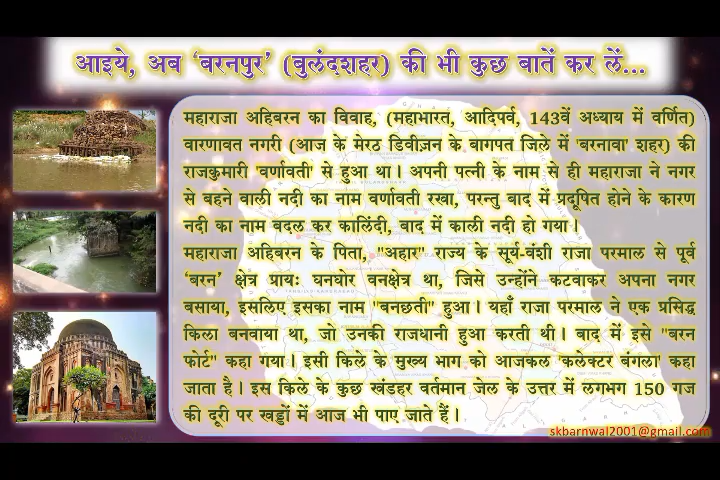 आइये, अब ‘बरनपुर’ (बुलंदशहर) की भी कुछ बातें कर लें...
महाराजा अहिबरन का विवाह, (महाभारत, आदिपर्व, 143वें अध्याय में वर्णित)
वारणावत नगरी (आज के मेरठ डिवीज़न के बागपत जिले में 'बरनावा' शहर) की
राजकुमारी 'वर्णावती' से हुआ था। अपनी पत्नी के नाम से ही महाराजा ने नगर
से बहने वाली नदी का नाम वर्णावती रखा, परन्तु बाद में प्रदूषित होने के कारण
नदी का नाम बदल कर कालिंदी, बाद में काली नदी हो गया।
महाराजा अहिबरन के पिता, "अहार" राज्य के सूर्य-वंशी राजा परमाल से पूर्व
‘बरन’ क्षेत्र प्राय: घनघोर वनक्षेत्र था, जिसे उन्होंने कटवाकर अपना नगर
बसाया, इसलिए इसका नाम "वनछती" हुआ। यहाँ राजा परमाल ने एक प्रसिद्ध
किला बनवाया था, जो उनकी राजधानी हुआ करती थी। बाद में इसे "बरन
फोर्ट" कहा गया। इसी किले के मुख्य भाग को आजकल 'कलेक्टर बंगला' कहा
जाता है। इस किले के कुछ खंडहर वर्तमान जेल के उत्तर में लगभग 150 गज
की दूरी पर खड्डों में आज भी पाए जाते हैं।
skbarnwal2001@gmail.com